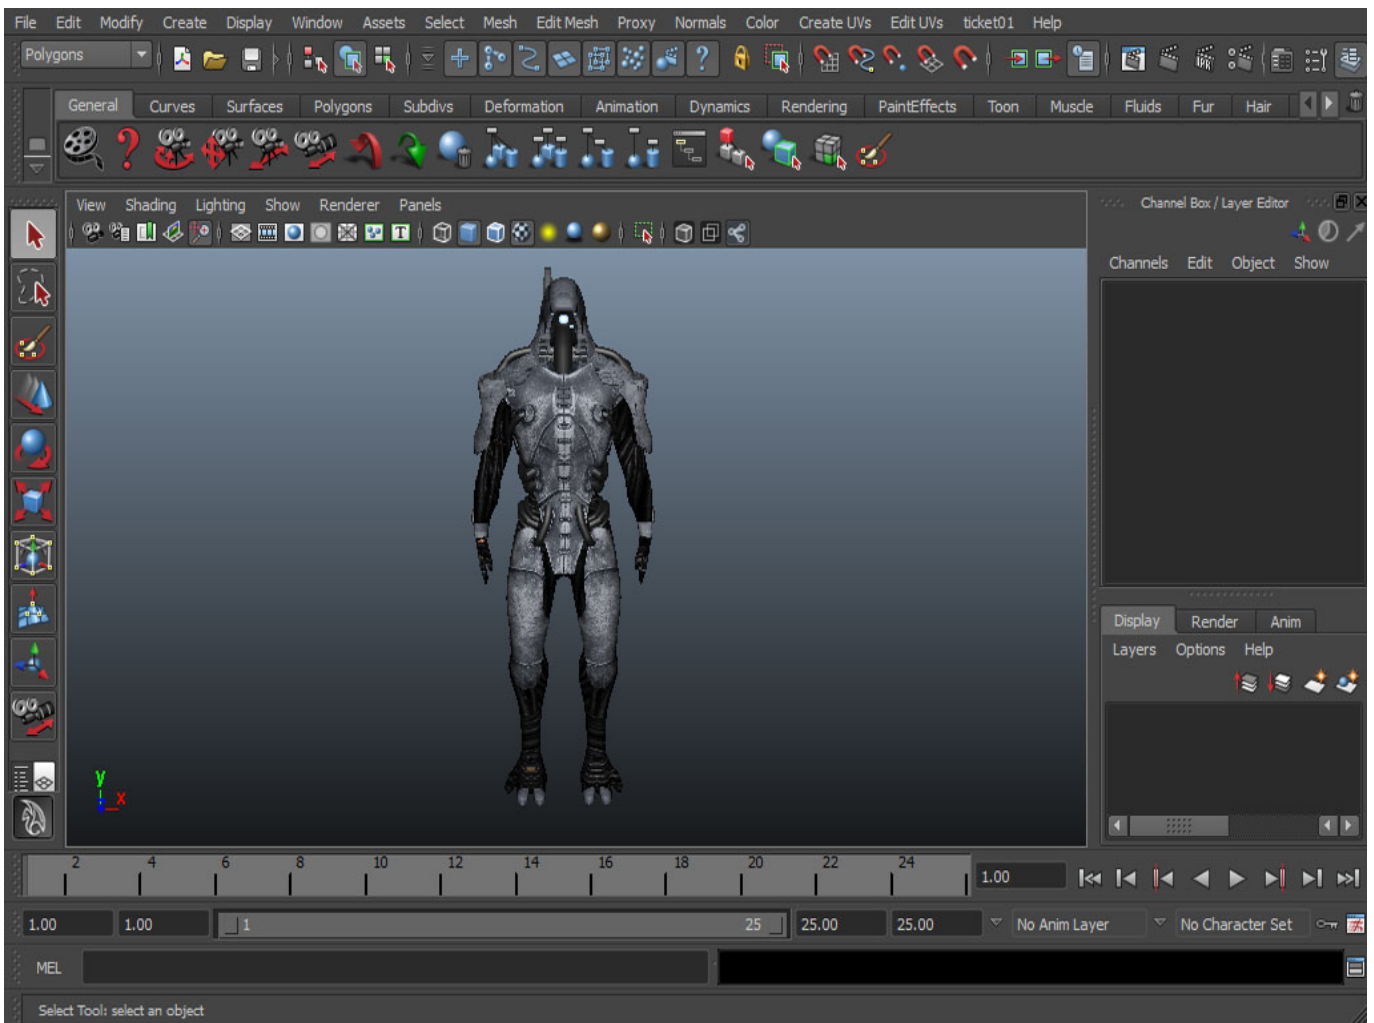 File Edit Modify Create Display Window Assets Select Mesh Edit Mesh Proxy Normals Color Create UVs Edit UVs ticket01 Help
Polygons
General Curves Surfaces Polygons Subdivs Deformation Animation Dynamics Rendering PaintEffects Toon Muscle Fluids Fur Hair
View Shading Lighting Show Renderer Panels
Channel Box / Layer Editor
Channels Edit Object Show
Display Render Anim
Layers Options Help
y
x
2 4 6 8 10 12 14 16 18 20 22 24
1.00
1.00 1.00 1 25 25.00 25.00 No Anim Layer No Character Set
MEL
Select Tool: select an object